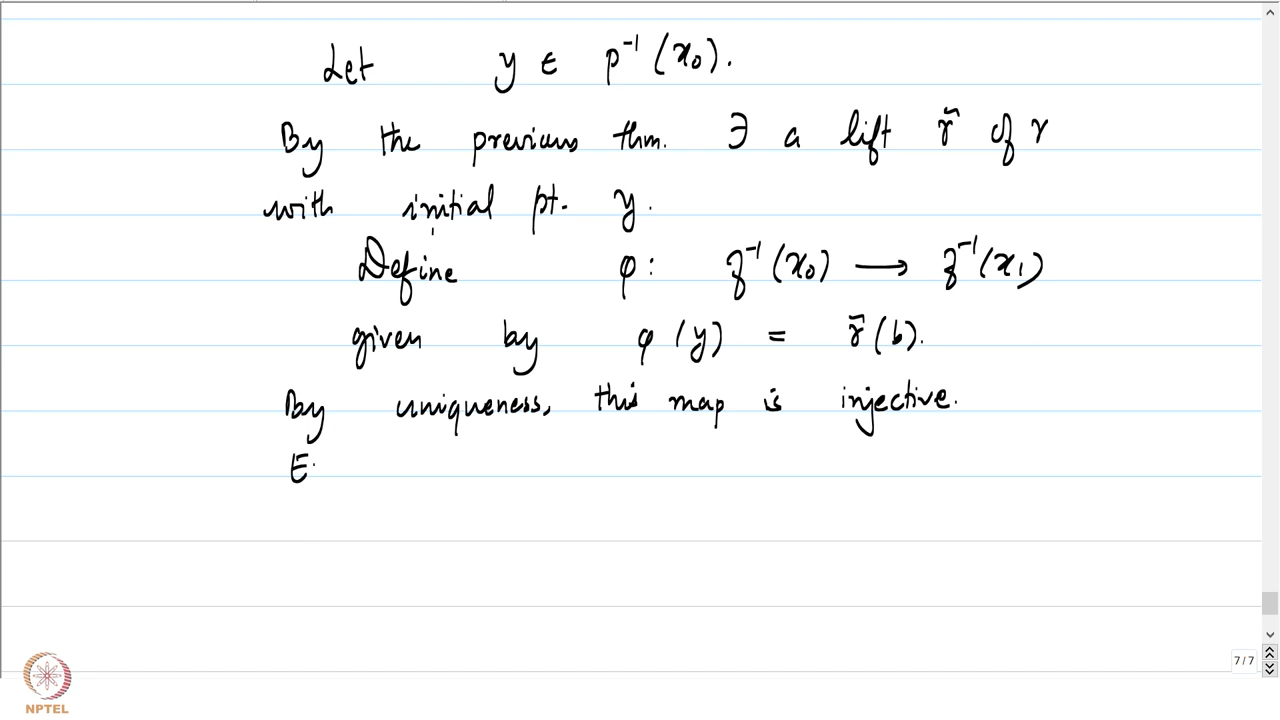 Let y ∈ p⁻¹(x₀).
By the previous thm. ∃ a lift γ̃ of γ
with initial pt. y.
Define φ: q⁻¹(x₀) ⟶ q⁻¹(x₁)
given by φ(y) = γ̃(b).
By uniqueness, this map is injective.
E
7/7
NPTEL